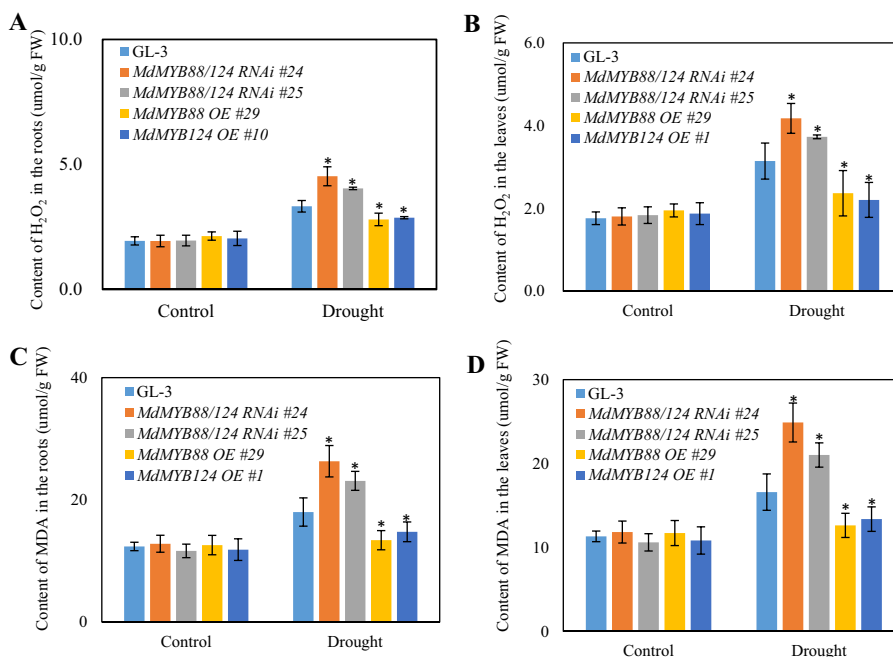 A
Content of H₂O₂ in the roots (umol/g FW)
10.0
5.0
0.0
GL-3
MdMYB88/124 RNAi #24
MdMYB88/124 RNAi #25
MdMYB88 OE #29
MdMYB124 OE #10
* * * *
Control Drought
B
Content of H₂O₂ in the leaves (umol/g FW)
6.0
4.0
2.0
0.0
GL-3
MdMYB88/124 RNAi #24
MdMYB88/124 RNAi #25
MdMYB88 OE #29
MdMYB124 OE #1
* * * *
Control Drought
C
Content of MDA in the roots (umol/g FW)
40
20
0
GL-3
MdMYB88/124 RNAi #24
MdMYB88/124 RNAi #25
MdMYB88 OE #29
MdMYB124 OE #1
* * * *
Control Drought
D
Content of MDA in the leaves (umol/g FW)
30
20
10
0
GL-3
MdMYB88/124 RNAi #24
MdMYB88/124 RNAi #25
MdMYB88 OE #29
MdMYB124 OE #1
* * * *
Control Drought